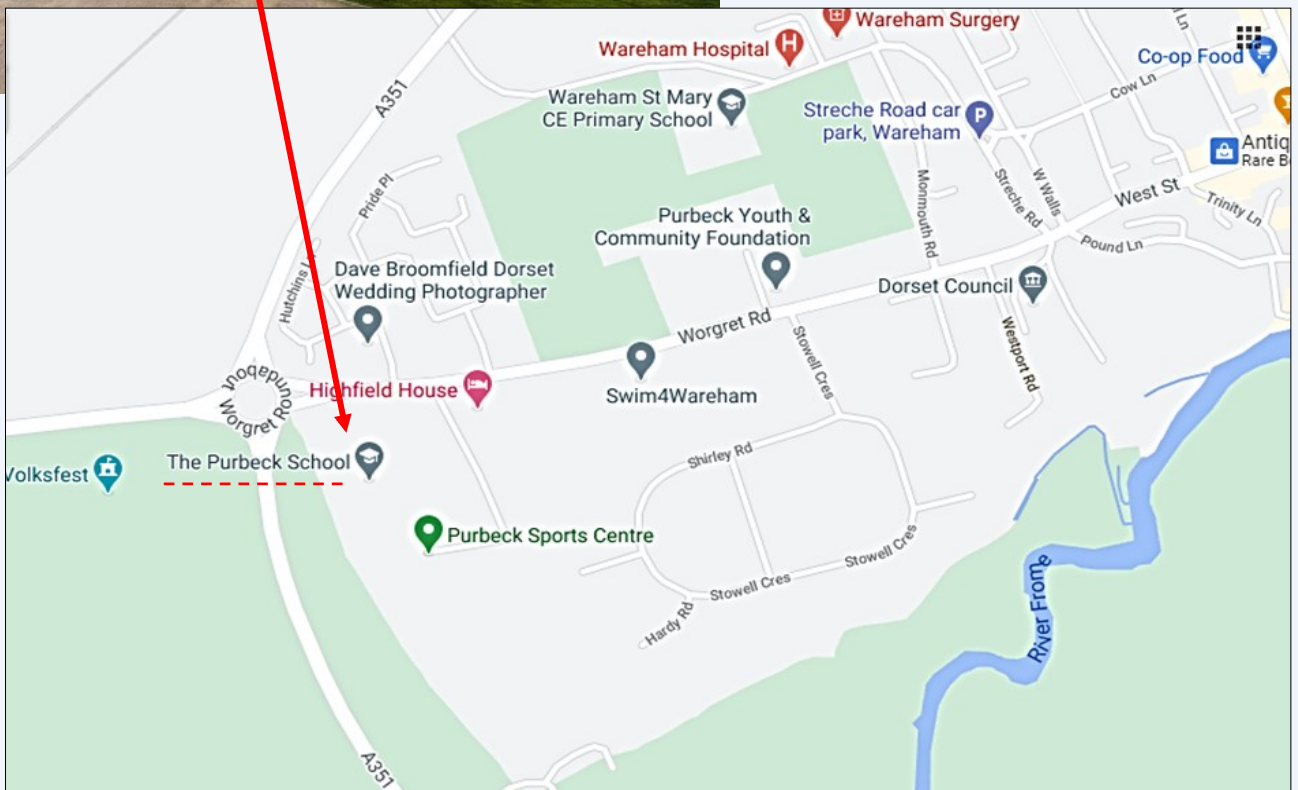 Wareham Surgery
Wareham Hospital
H
Co-op Food
A351
Wareham St Mary
CE Primary School
Streche Road car
park, Wareham
P
Cow Ln
Antiq
Rare B
Pride Pl
Monmouth Rd
Streche Rd
W Walls
West St
Trinity Ln
Purbeck Youth &
Community Foundation
Pound Ln
Hutchins L
Dave Broomfield Dorset
Wedding Photographer
Dorset Council
Worgret Rd
Stowell Cres
Westport Rd
Worgret Roundabout
Highfield House
Swim4Wareham
Volksfest
The Purbeck School
Shirley Rd
Purbeck Sports Centre
Stowell Cres
Stowell Cres
Hardy Rd
River Frome
A351